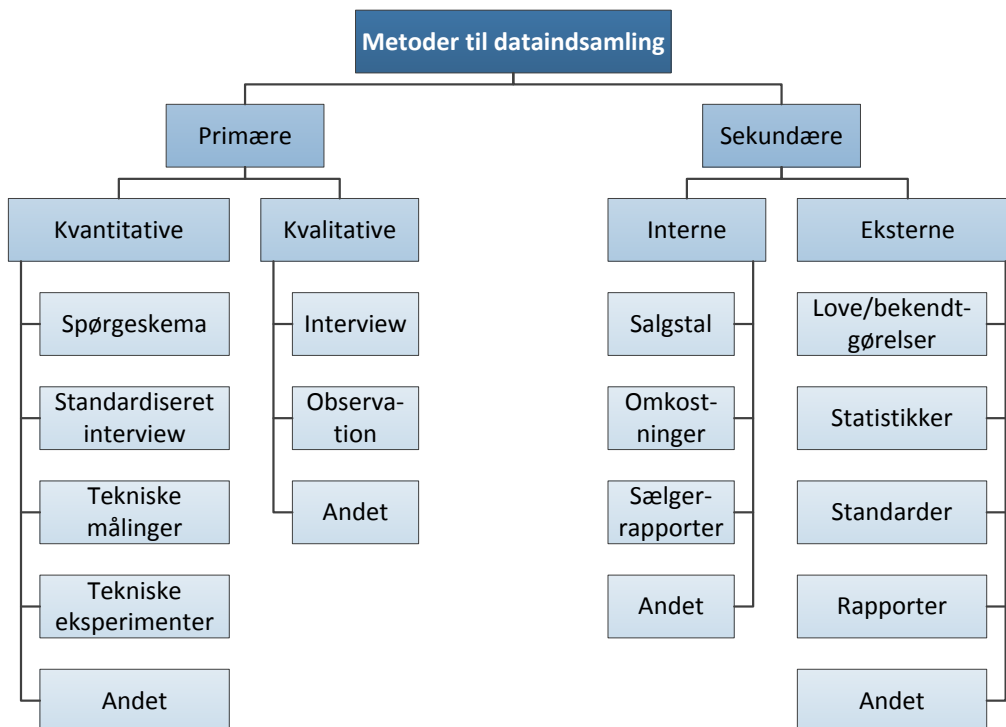 Metoder til dataindsamling
Primære
Sekundære
Kvantitative
Kvalitative
Interne
Eksterne
Spørgeskema
Standardiseret
interview
Tekniske
målinger
Tekniske
eksperimenter
Andet
Interview
Observa-
tion
Andet
Salgstal
Omkost-
ninger
Sælger-
rapporter
Andet
Love/bekendt-
gørelser
Statistikker
Standarder
Rapporter
Andet